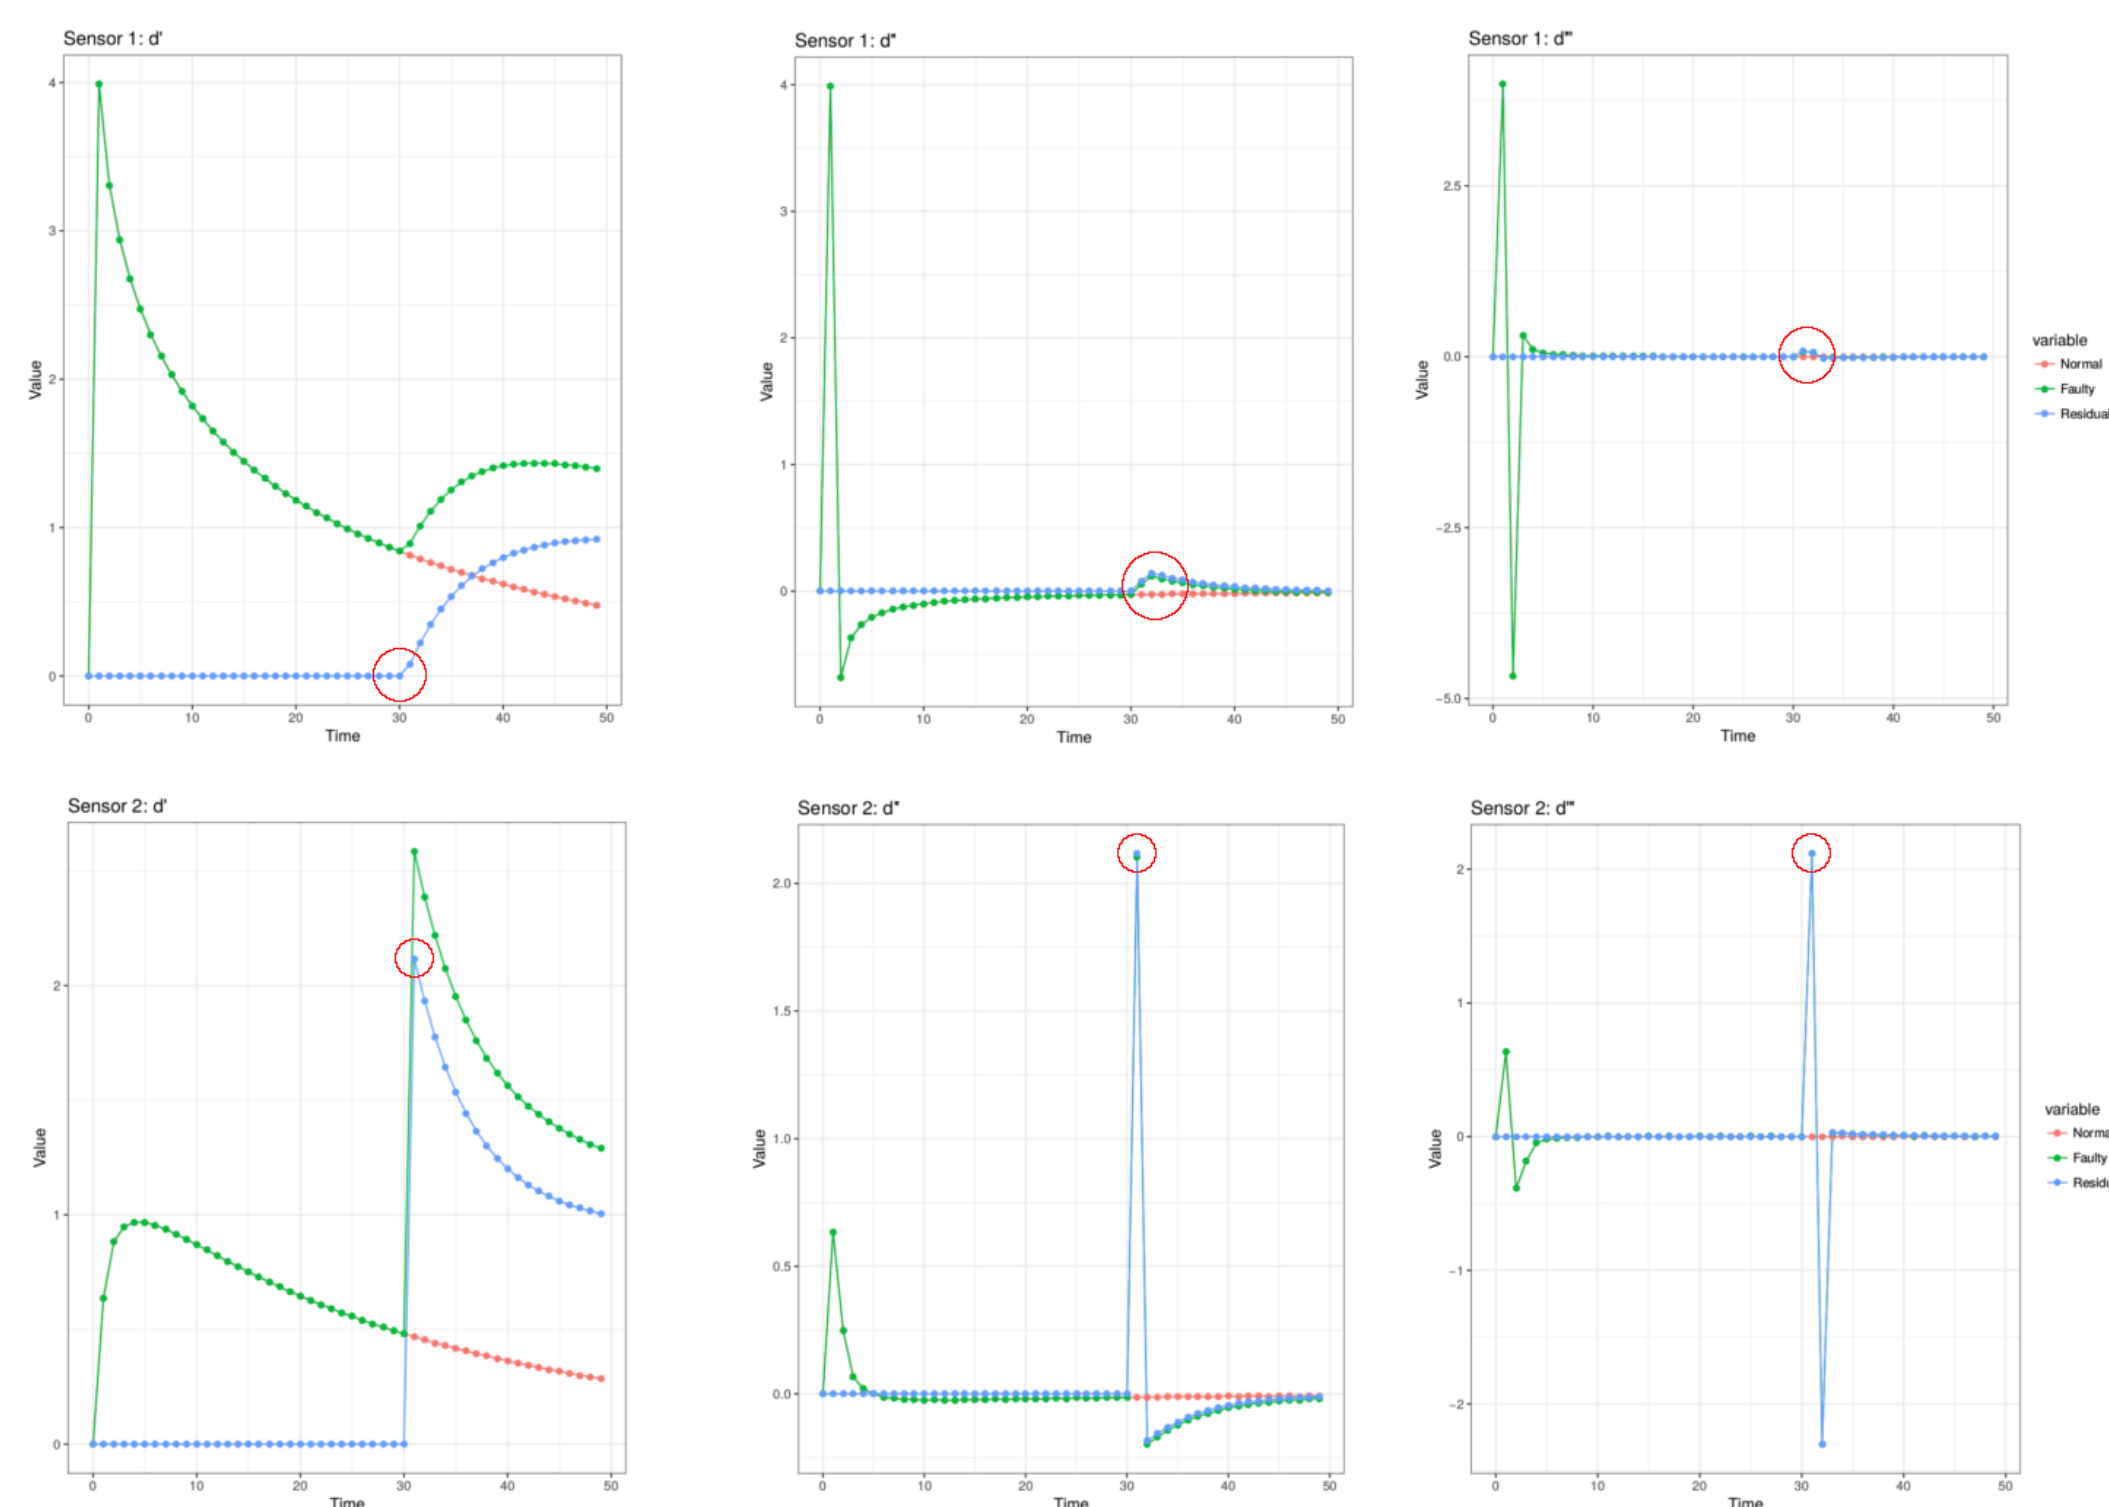 Sensor 1: d'
Value
4
3
2
1
0
0 10 20 30 40 50
Time
Sensor 1: d"
Value
4
3
2
1
0
0 10 20 30 40 50
Time
Sensor 1: d'''
Value
2.5
0.0
−2.5
−5.0
0 10 20 30 40 50
Time
variable
Normal
Faulty
Residual
Sensor 2: d'
Value
2
1
0
0 10 20 30 40 50
Time
Sensor 2: d"
Value
2.0
1.5
1.0
0.5
0.0
0 10 20 30 40 50
Time
Sensor 2: d'''
Value
2
1
0
−1
−2
0 10 20 30 40 50
Time
variable
Norma
Faulty
Residu